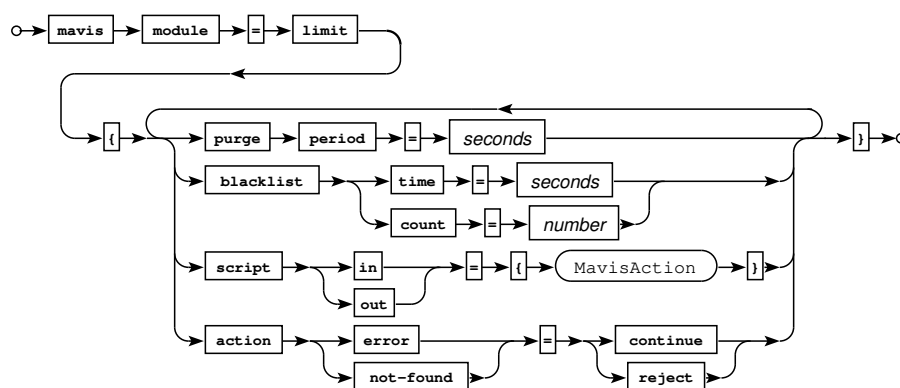 mavis module = limit
{ purge period = seconds }
blacklist time = seconds
count = number
script in = { MavisAction }
out
action error = continue
not-found reject